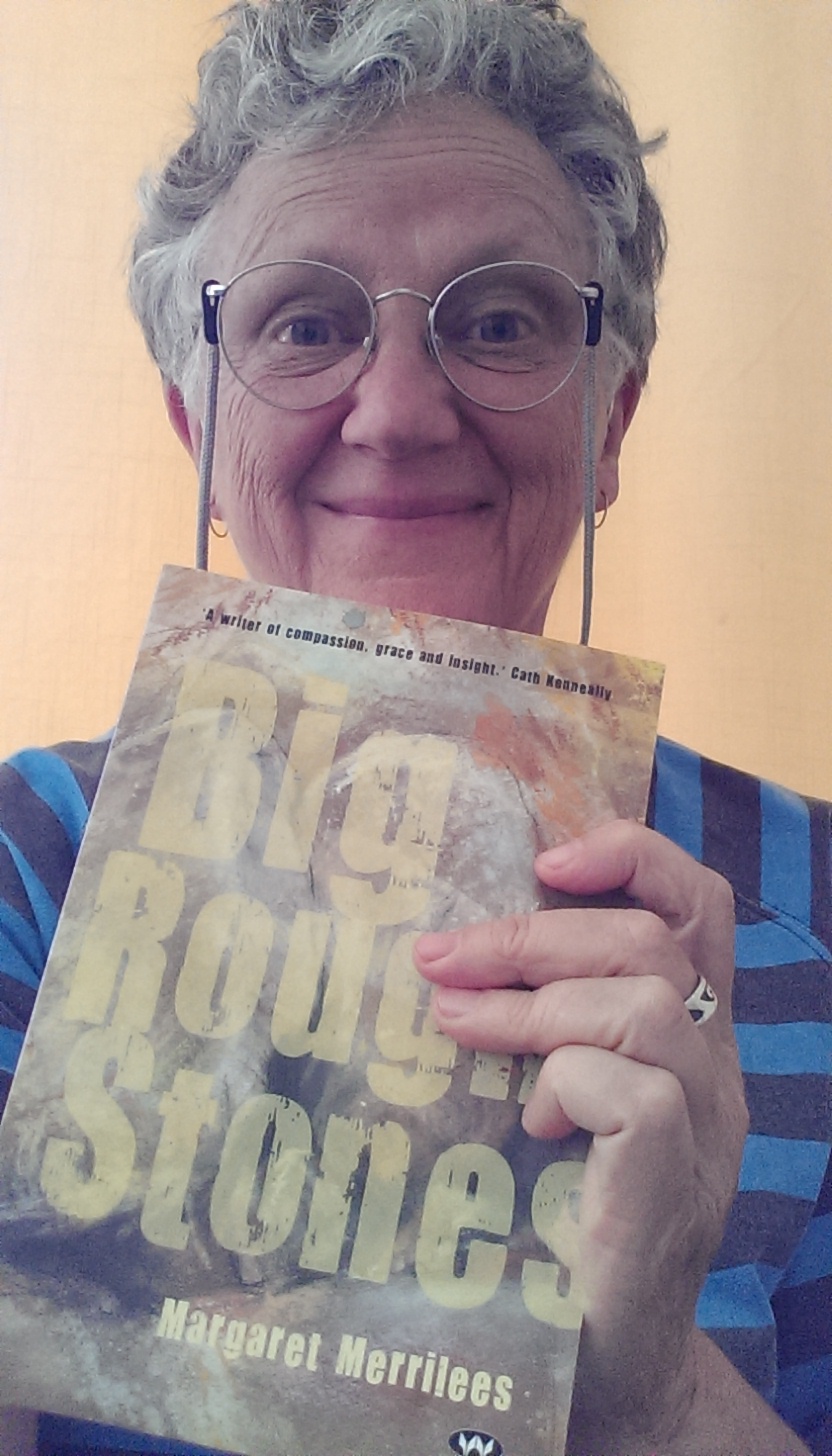 'A writer of compassion, grace and insight.' Cath Kenneally
Big
Rough
Stones
Margaret Merrilees